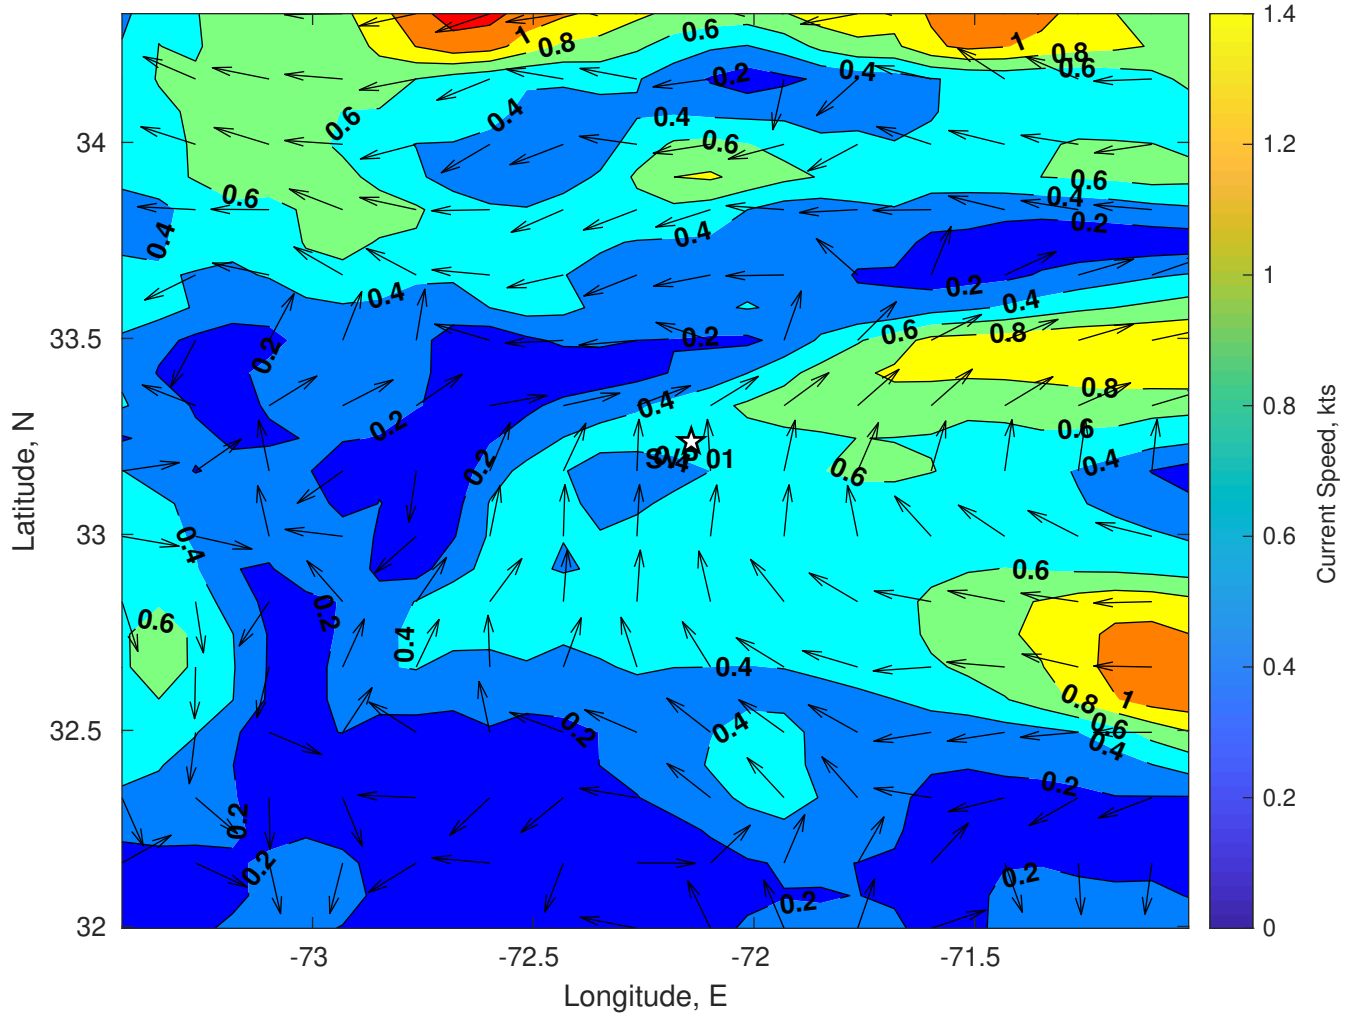 1 0.8 0.6 0.2 0.4 1 0.8 0.6 1.4
0.6 0.4 0.4 0.6 1.2
34
0.6 0.4 0.4 0.6 0.4 0.2
0.4 0.2 0.4 1
33.5 0.2 0.2 0.6 0.8
0.2 0.4 0.8 0.8
0.2 SVP 01 0.6 0.6 0.4
33 0.4 0.6 0.6
0.6 0.2 0.4 0.4 0.8 1 0.6 0.4
32.5 0.2 0.4 0.4
0.2 0.2 0.2
0.2 0.2 0.2
32 0
-73 -72.5 -72 -71.5
Longitude, E
Latitude, N
Current Speed, kts